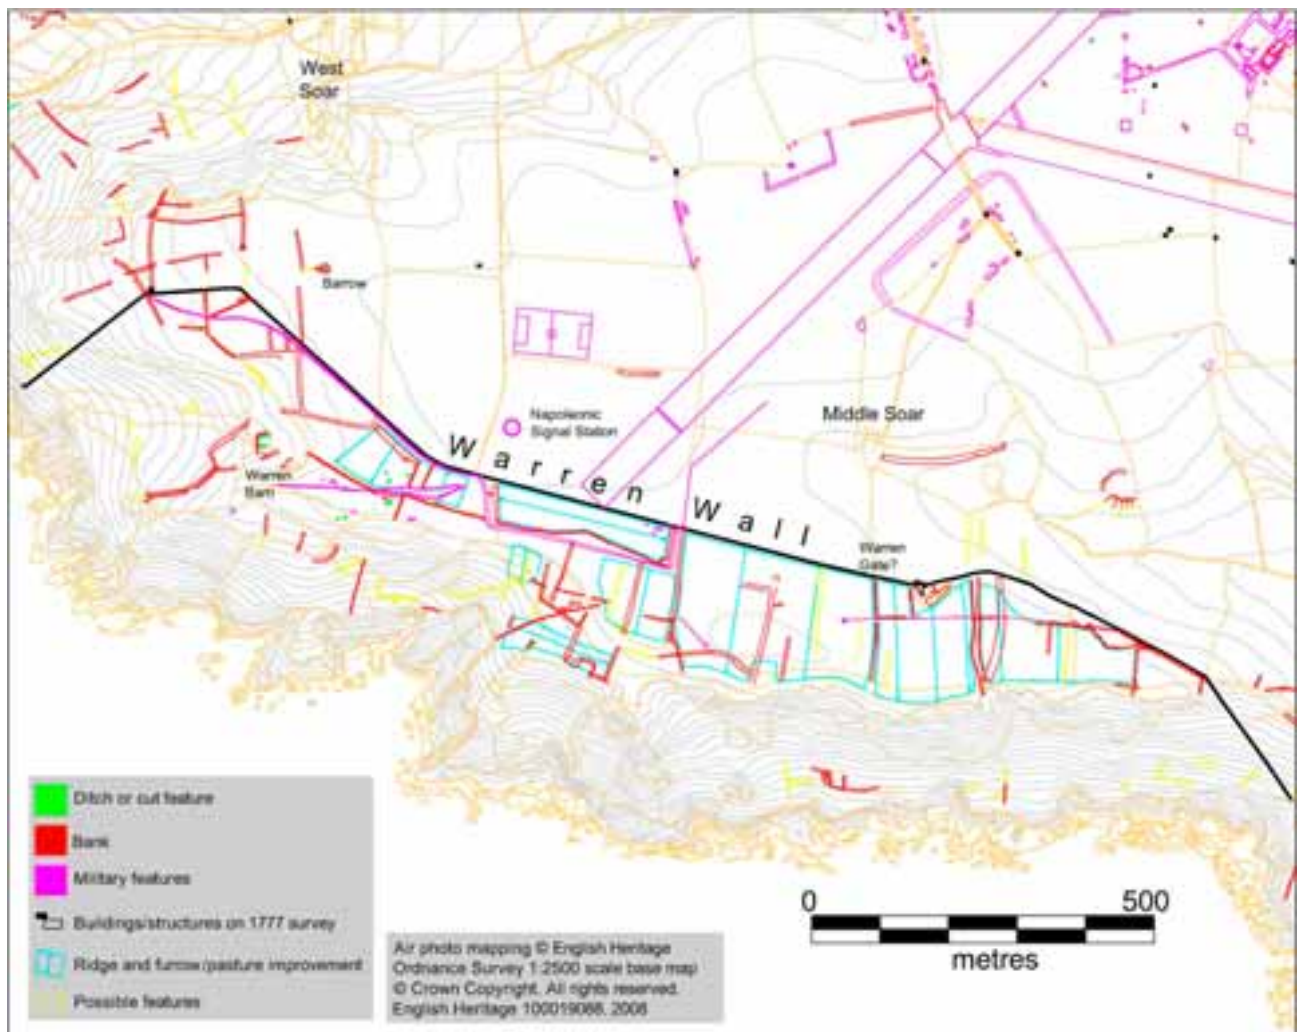 West
Soar
Barrow
Napoleonic
Signal Station
Middle Soar
Warren Wall
Warren
Barn
Warren
Gate?
Ditch or cut feature
Bank
Military features
Buildings/structures on 1777 survey
Ridge and furrow/pasture improvement
Possible features
Air photo mapping © English Heritage
Ordnance Survey 1:2500 scale base map
© Crown Copyright. All rights reserved.
English Heritage 100019088, 2008
0 500
metres